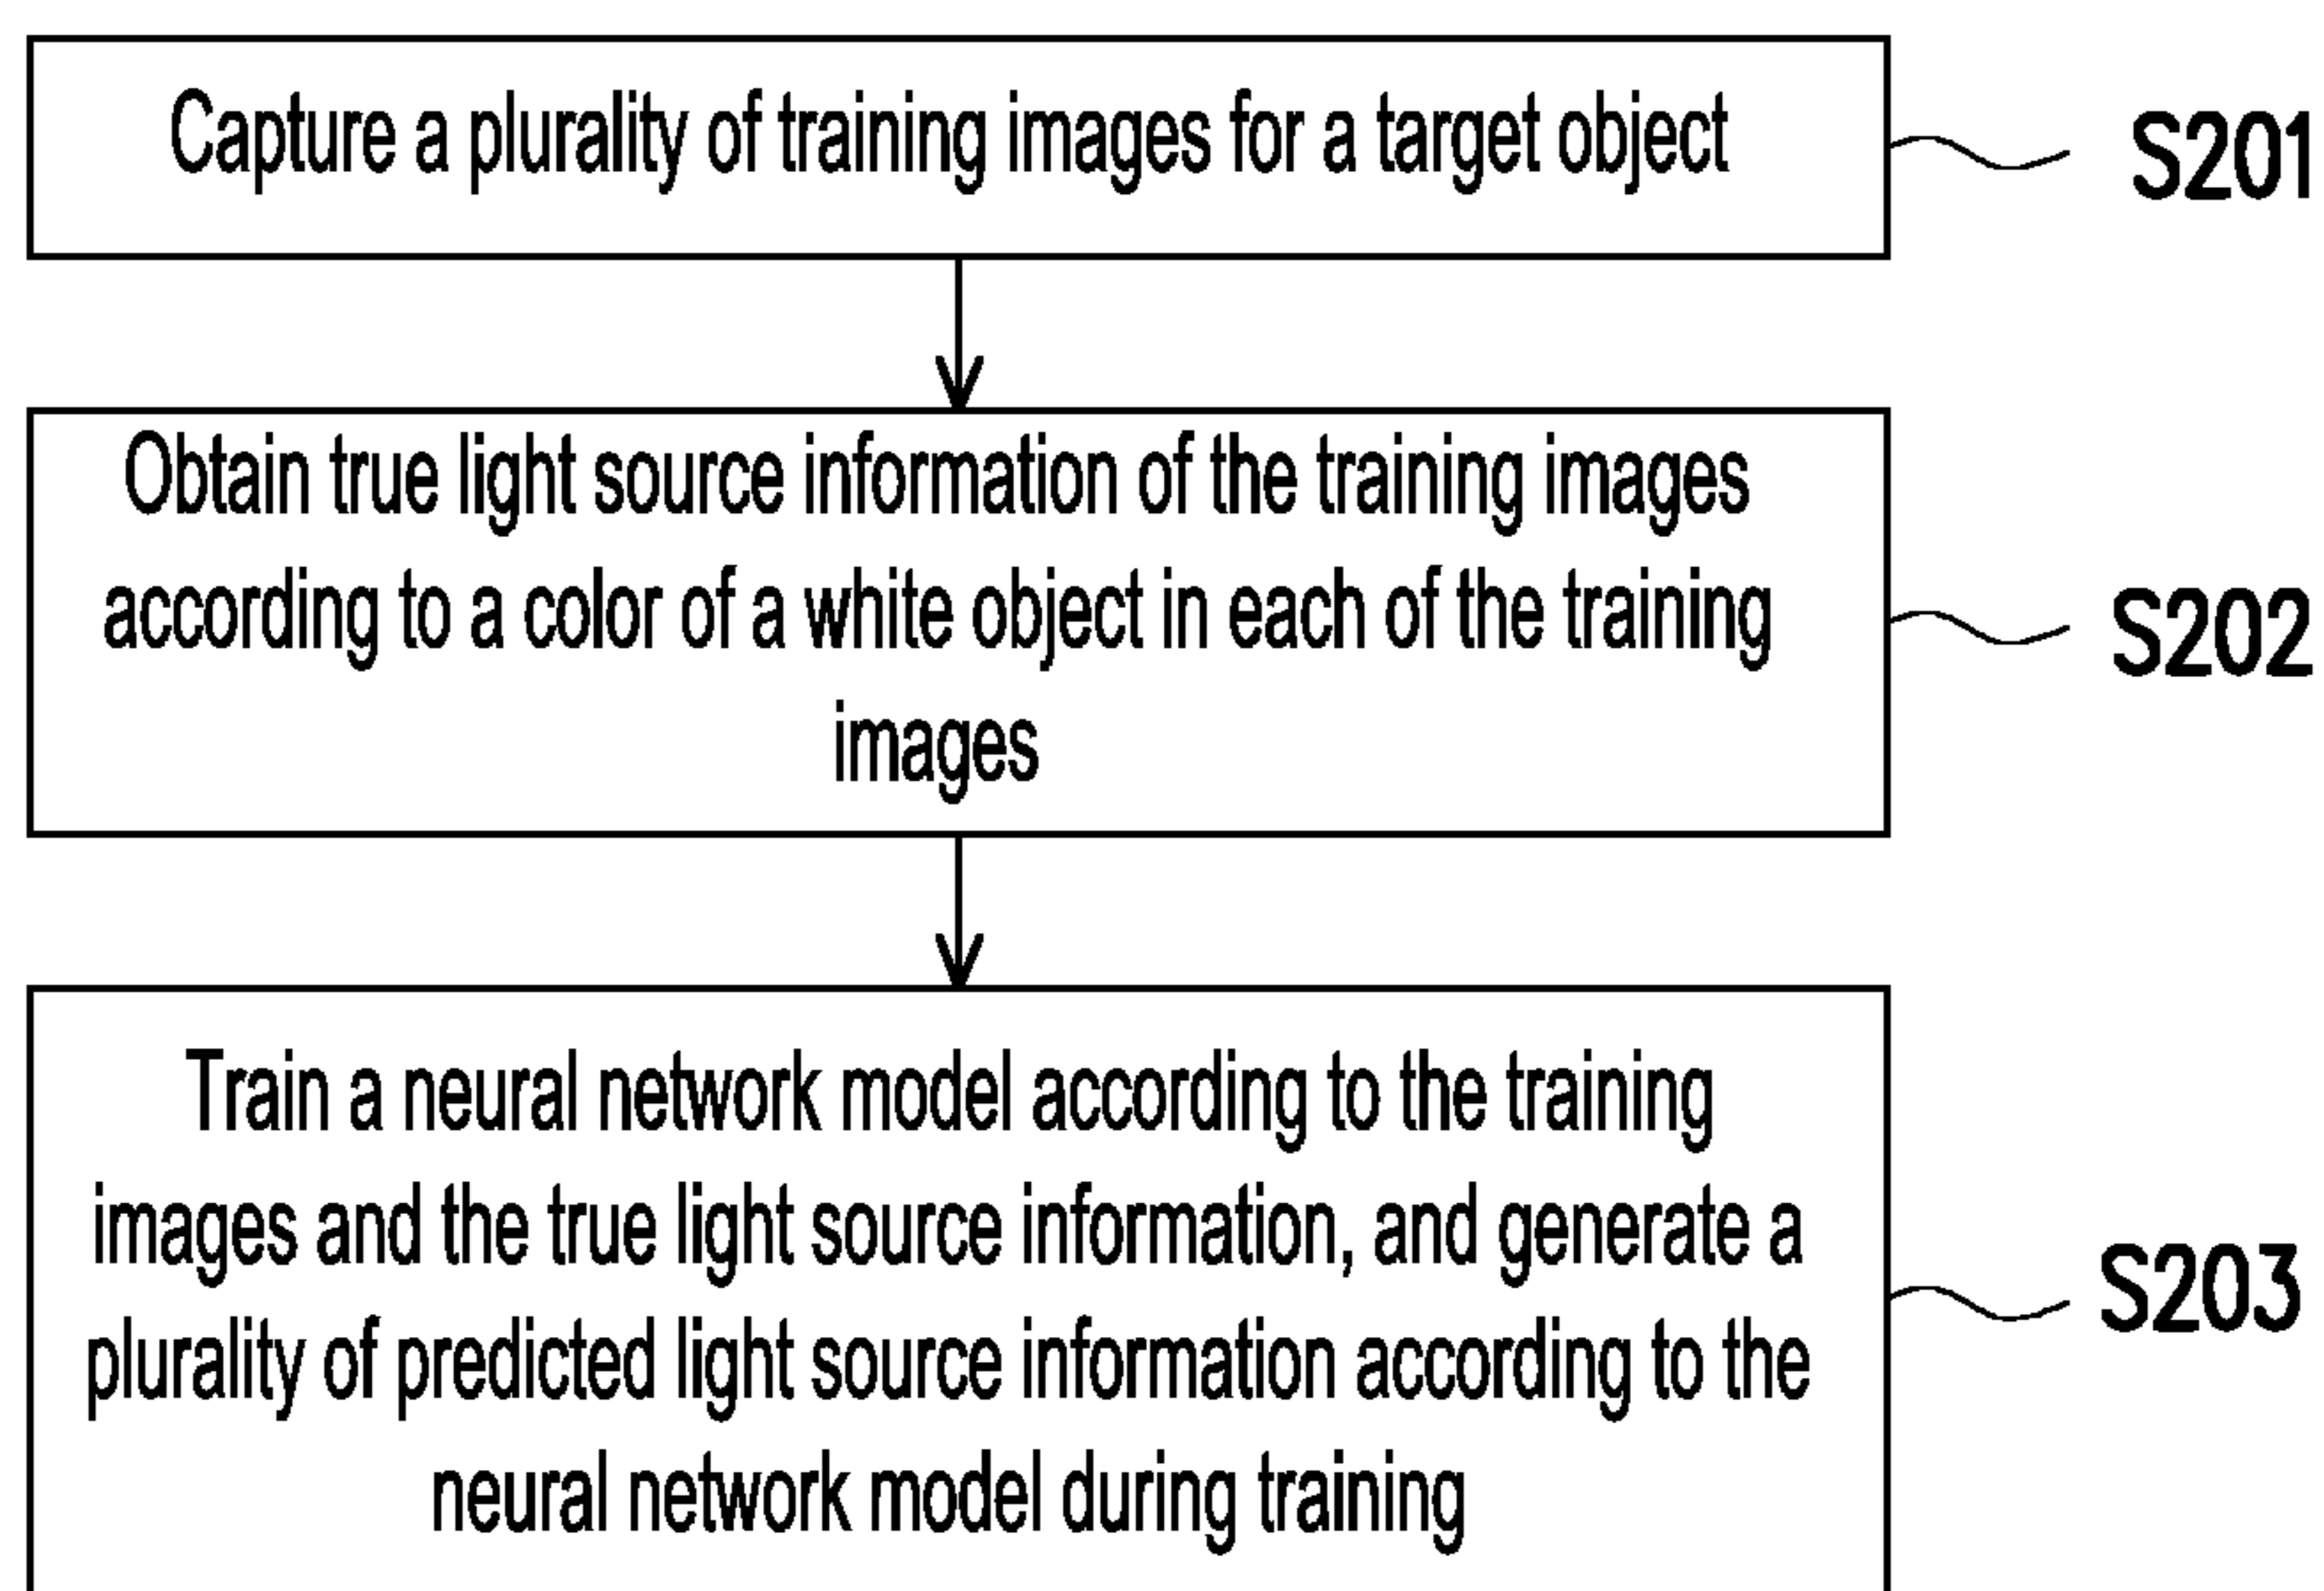 Capture a plurality of training images for a target object
S201
Obtain true light source information of the training images
according to a color of a white object in each of the training
images
S202
Train a neural network model according to the training
images and the true light source information, and generate a
plurality of predicted light source information according to the
neural network model during training
S203